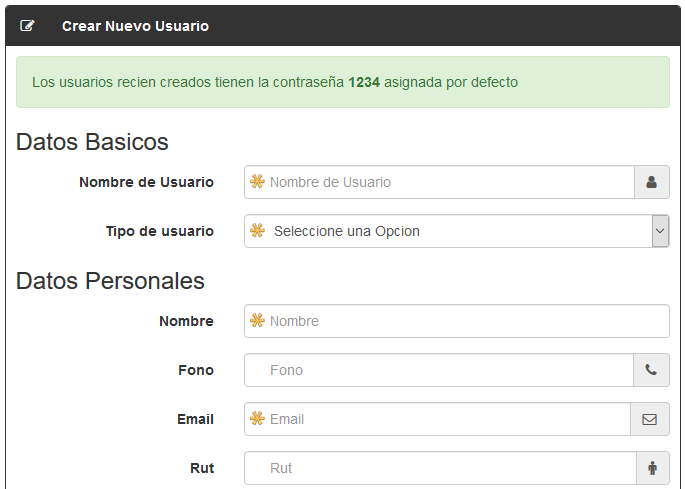 Crear Nuevo Usuario
Los usuarios recien creados tienen la contraseña 1234 asignada por defecto
Datos Basicos
Nombre de Usuario Nombre de Usuario
Tipo de usuario Seleccione una Opcion
Datos Personales
Nombre Nombre
Fono Fono
Email Email
Rut Rut